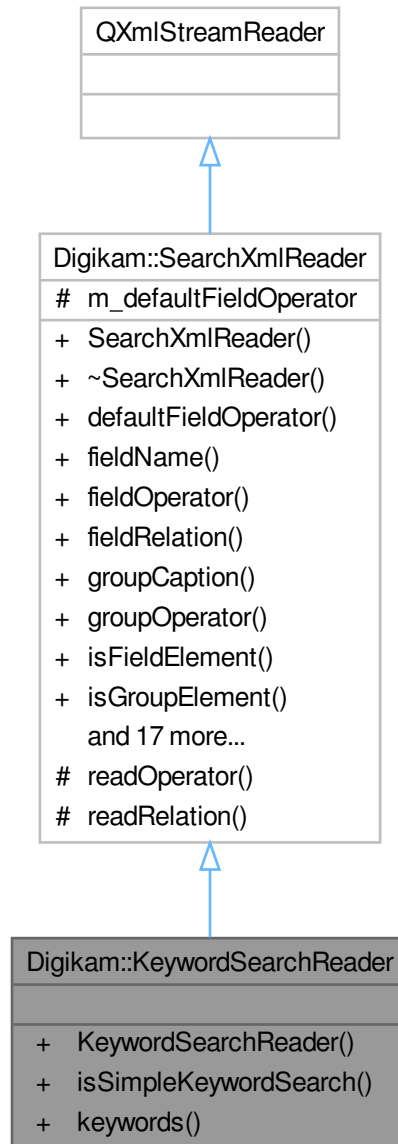 QXmlStreamReader
Digikam::SearchXmlReader
# m_defaultFieldOperator
+ SearchXmlReader()
+ ~SearchXmlReader()
+ defaultFieldOperator()
+ fieldName()
+ fieldOperator()
+ fieldRelation()
+ groupCaption()
+ groupOperator()
+ isFieldElement()
+ isGroupElement()
and 17 more...
# readOperator()
# readRelation()
Digikam::KeywordSearchReader
+ KeywordSearchReader()
+ isSimpleKeywordSearch()
+ keywords()